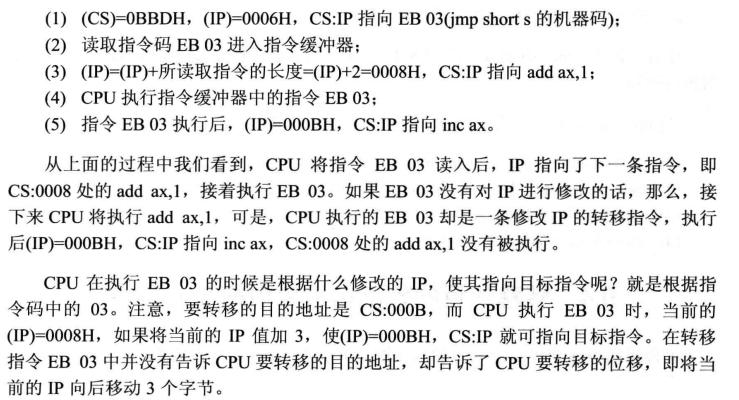 (1) (CS)=0BBDH，(IP)=0006H，CS:IP 指向 EB 03(jmp short s 的机器码)；
(2) 读取指令码 EB 03 进入指令缓冲器；
(3) (IP)=(IP)+所读取指令的长度=(IP)+2=0008H，CS:IP 指向 add ax,1；
(4) CPU 执行指令缓冲器中的指令 EB 03；
(5) 指令 EB 03 执行后，(IP)=000BH，CS:IP 指向 inc ax。
从上面的过程中我们看到，CPU 将指令 EB 03 读入后，IP 指向了下一条指令，即
CS:0008 处的 add ax,1，接着执行 EB 03。如果 EB 03 没有对 IP 进行修改的话，那么，接
下来 CPU 将执行 add ax,1，可是，CPU 执行的 EB 03 却是一条修改 IP 的转移指令，执行
后(IP)=000BH，CS:IP 指向 inc ax，CS:0008 处的 add ax,1 没有被执行。
CPU 在执行 EB 03 的时候是根据什么修改的 IP，使其指向目标指令呢？就是根据指
令码中的 03。注意，要转移的目的地址是 CS:000B，而 CPU 执行 EB 03 时，当前的
(IP)=0008H，如果将当前的 IP 值加 3，使(IP)=000BH，CS:IP 就可指向目标指令。在转移
指令 EB 03 中并没有告诉 CPU 要转移的目的地址，却告诉了 CPU 要转移的位移，即将当
前的 IP 向后移动 3 个字节。